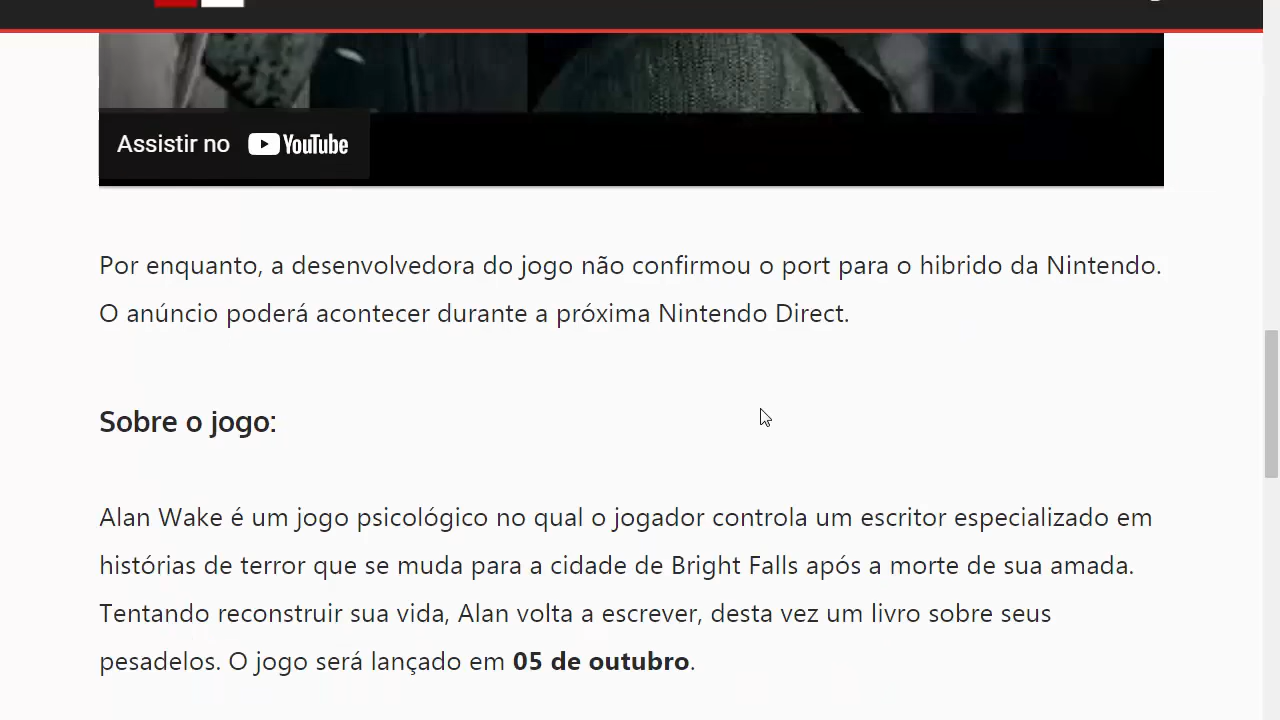 Assistir no YouTube
Por enquanto, a desenvolvedora do jogo não confirmou o port para o hibrido da Nintendo.
O anúncio poderá acontecer durante a próxima Nintendo Direct.
Sobre o jogo:
Alan Wake é um jogo psicológico no qual o jogador controla um escritor especializado em
histórias de terror que se muda para a cidade de Bright Falls após a morte de sua amada.
Tentando reconstruir sua vida, Alan volta a escrever, desta vez um livro sobre seus
pesadelos. O jogo será lançado em 05 de outubro.